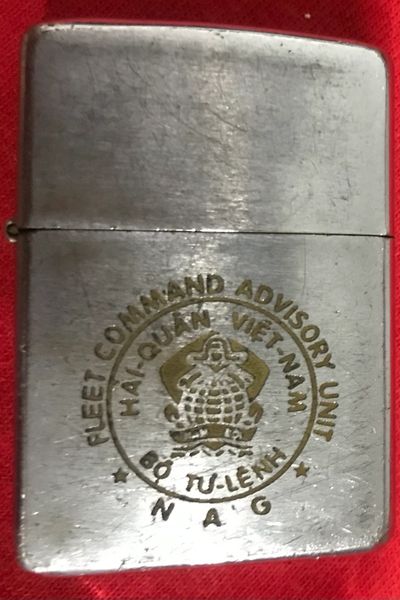 FLEET COMMAND ADVISORY UNIT
HẢI-QUÂN VIỆT-NAM
BỘ TƯ-LỆNH
N A G